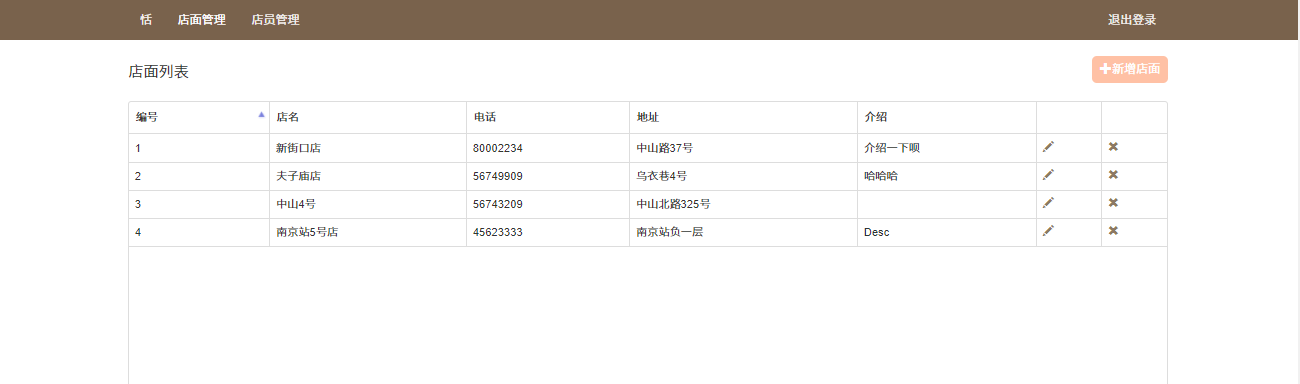 恬 店面管理 店员管理 退出登录
店面列表 新增店面
编号 店名 电话 地址 介绍
1 新街口店 80002234 中山路37号 介绍一下呗
2 夫子庙店 56749909 乌衣巷4号 哈哈哈
3 中山4号 56743209 中山北路325号
4 南京站5号店 45623333 南京站负一层 Desc